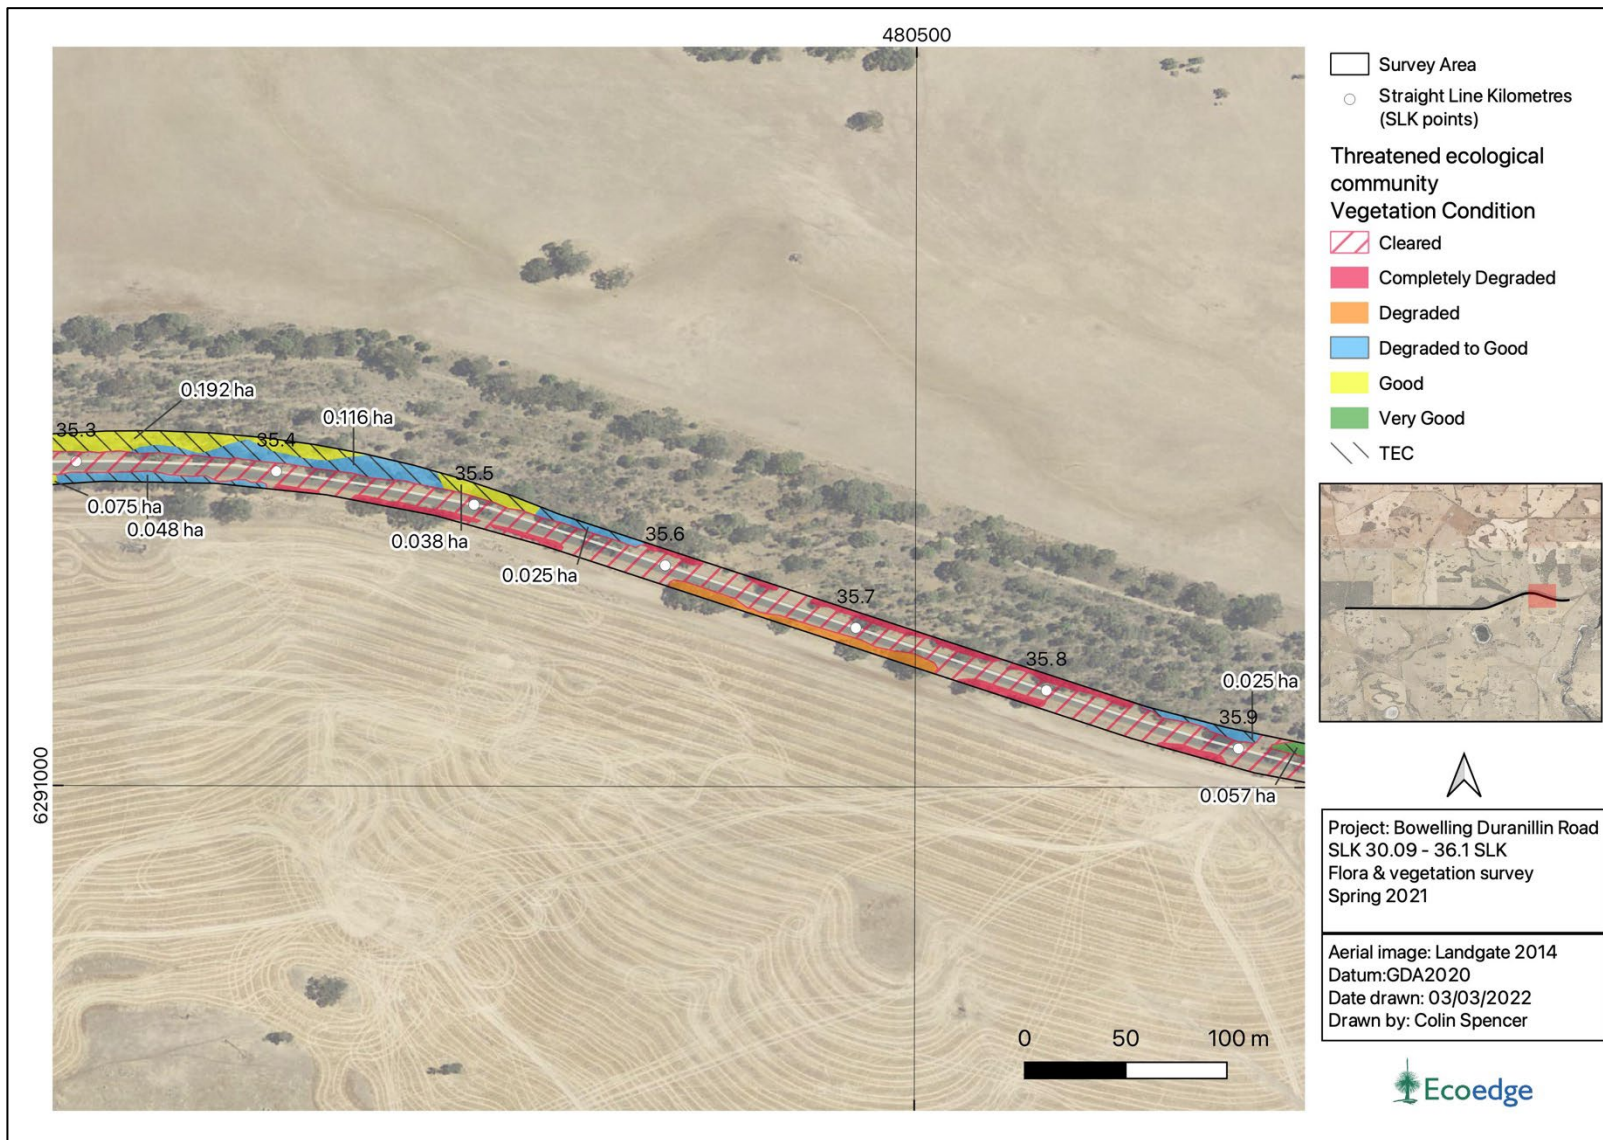 480500
6291000
0.192 ha
35.3
35.4
0.116 ha
35.5
0.075 ha
0.048 ha
0.038 ha
0.025 ha
35.6
35.7
35.8
0.025 ha
35.9
0.057 ha
0 50 100 m
Survey Area
Straight Line Kilometres
(SLK points)
Threatened ecological
community
Vegetation Condition
Cleared
Completely Degraded
Degraded
Degraded to Good
Good
Very Good
TEC
Project: Bowelling Duranillin Road
SLK 30.09 - 36.1 SLK
Flora & vegetation survey
Spring 2021
Aerial image: Landgate 2014
Datum:GDA2020
Date drawn: 03/03/2022
Drawn by: Colin Spencer
Ecoedge